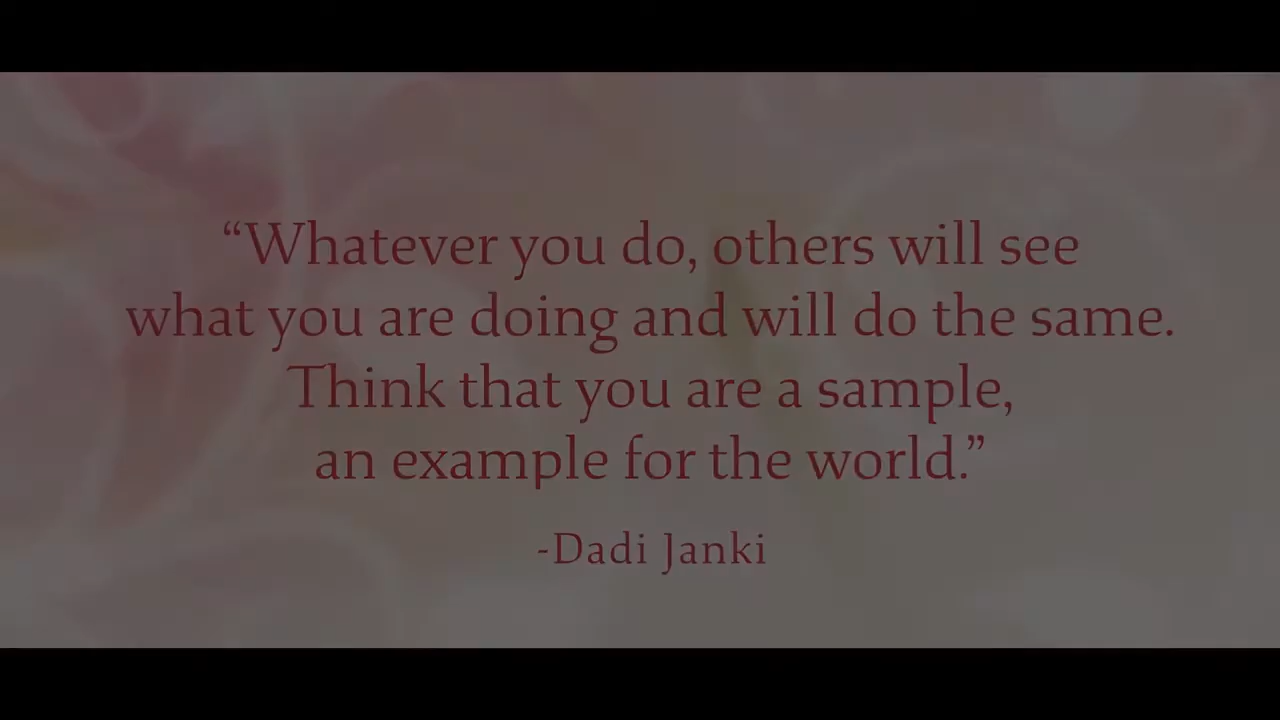 “Whatever you do, others will see
what you are doing and will do the same.
Think that you are a sample,
an example for the world.”
-Dadi Janki